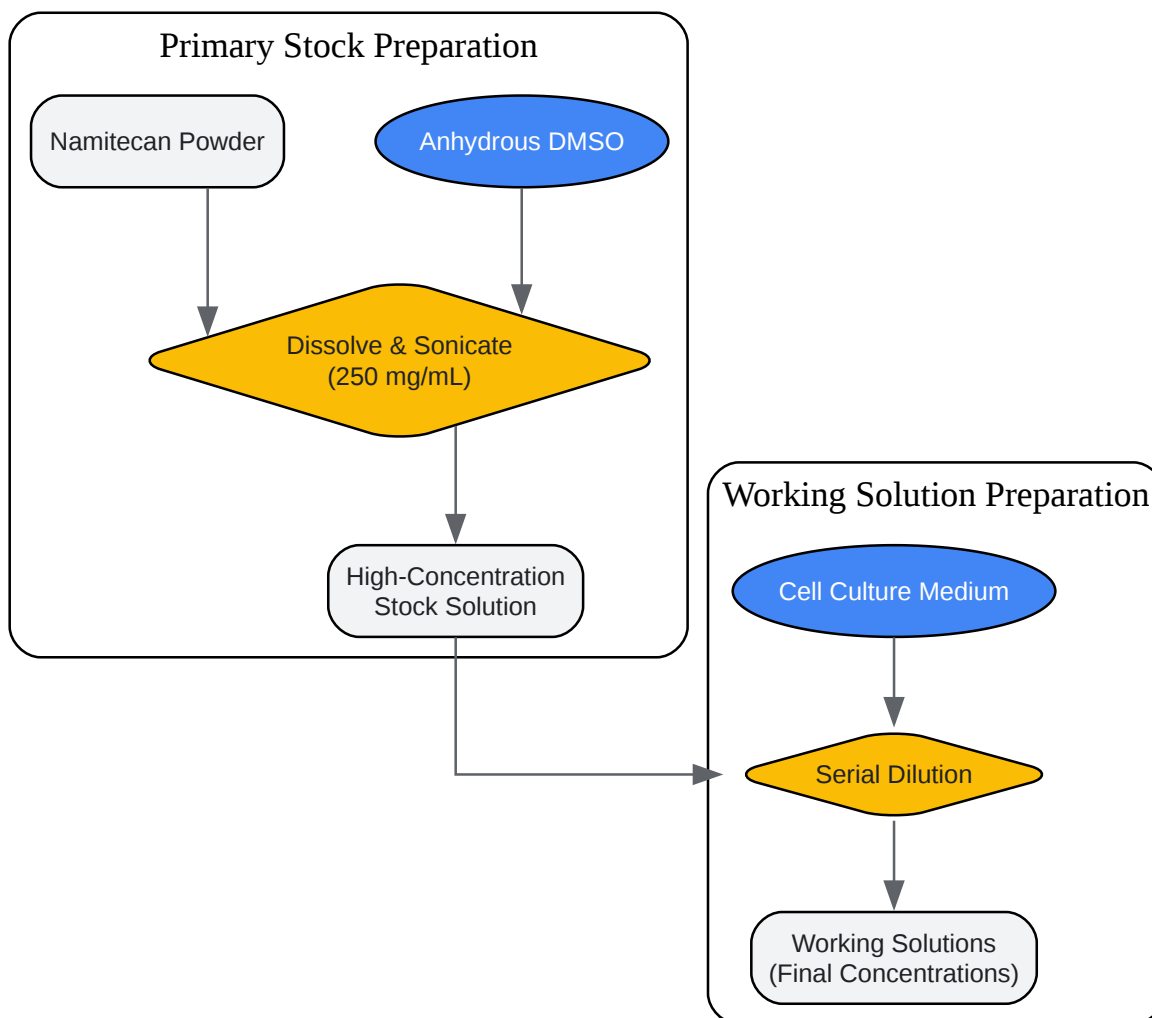 Primary Stock Preparation
Namitecan Powder
Anhydrous DMSO
Dissolve & Sonicate
(250 mg/mL)
High-Concentration
Stock Solution
Working Solution Preparation
Cell Culture Medium
Serial Dilution
Working Solutions
(Final Concentrations)